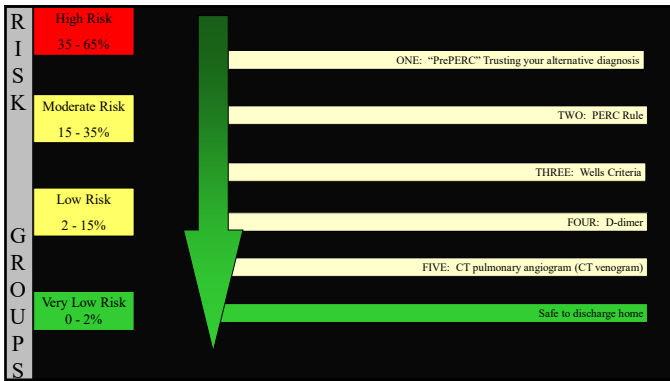 RISK GROUPS
High Risk
35 - 65%
ONE: “PrePERC” Trusting your alternative diagnosis
Moderate Risk
15 - 35%
TWO: PERC Rule
THREE: Wells Criteria
Low Risk
2 - 15%
FOUR: D-dimer
FIVE: CT pulmonary angiogram (CT venogram)
Very Low Risk
0 - 2%
Safe to discharge home